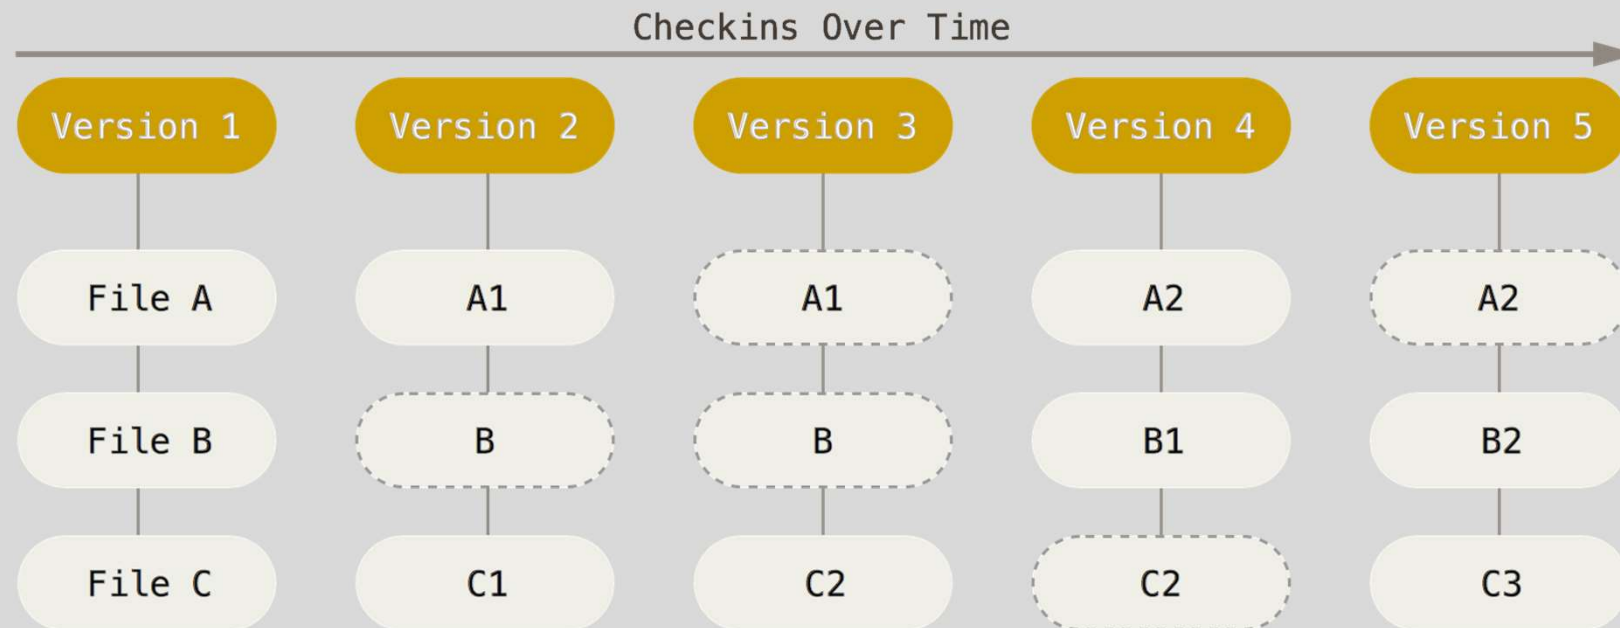 Checkins Over Time
Version 1 Version 2 Version 3 Version 4 Version 5
File A A1 A1 A2 A2
File B B B B1 B2
File C C1 C2 C2 C3